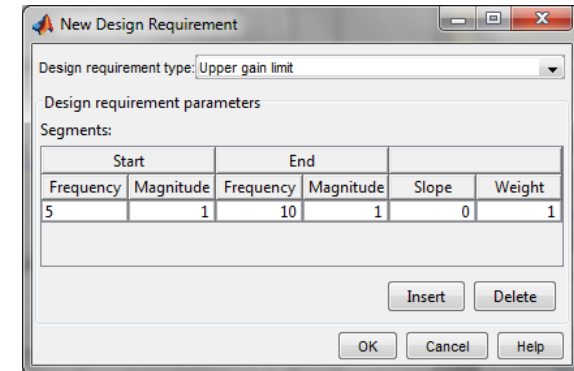 New Design Requirement
Design requirement type: Upper gain limit
Design requirement parameters
Segments:
Start End
Frequency Magnitude Frequency Magnitude Slope Weight
5 1 10 1 0 1
Insert Delete
OK Cancel Help